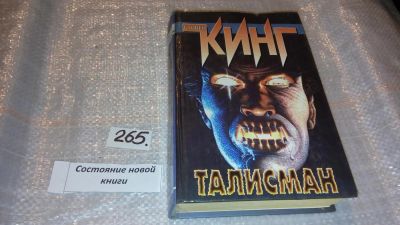 КИНГ
265.
Состояние новой
книги
ТАЛИСМАН